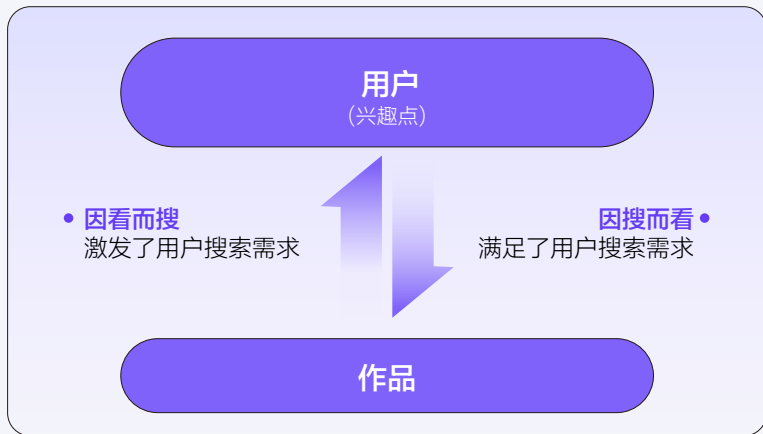 用户
(兴趣点)
• 因看而搜
激发了用户搜索需求
因搜而看 •
满足了用户搜索需求
作品